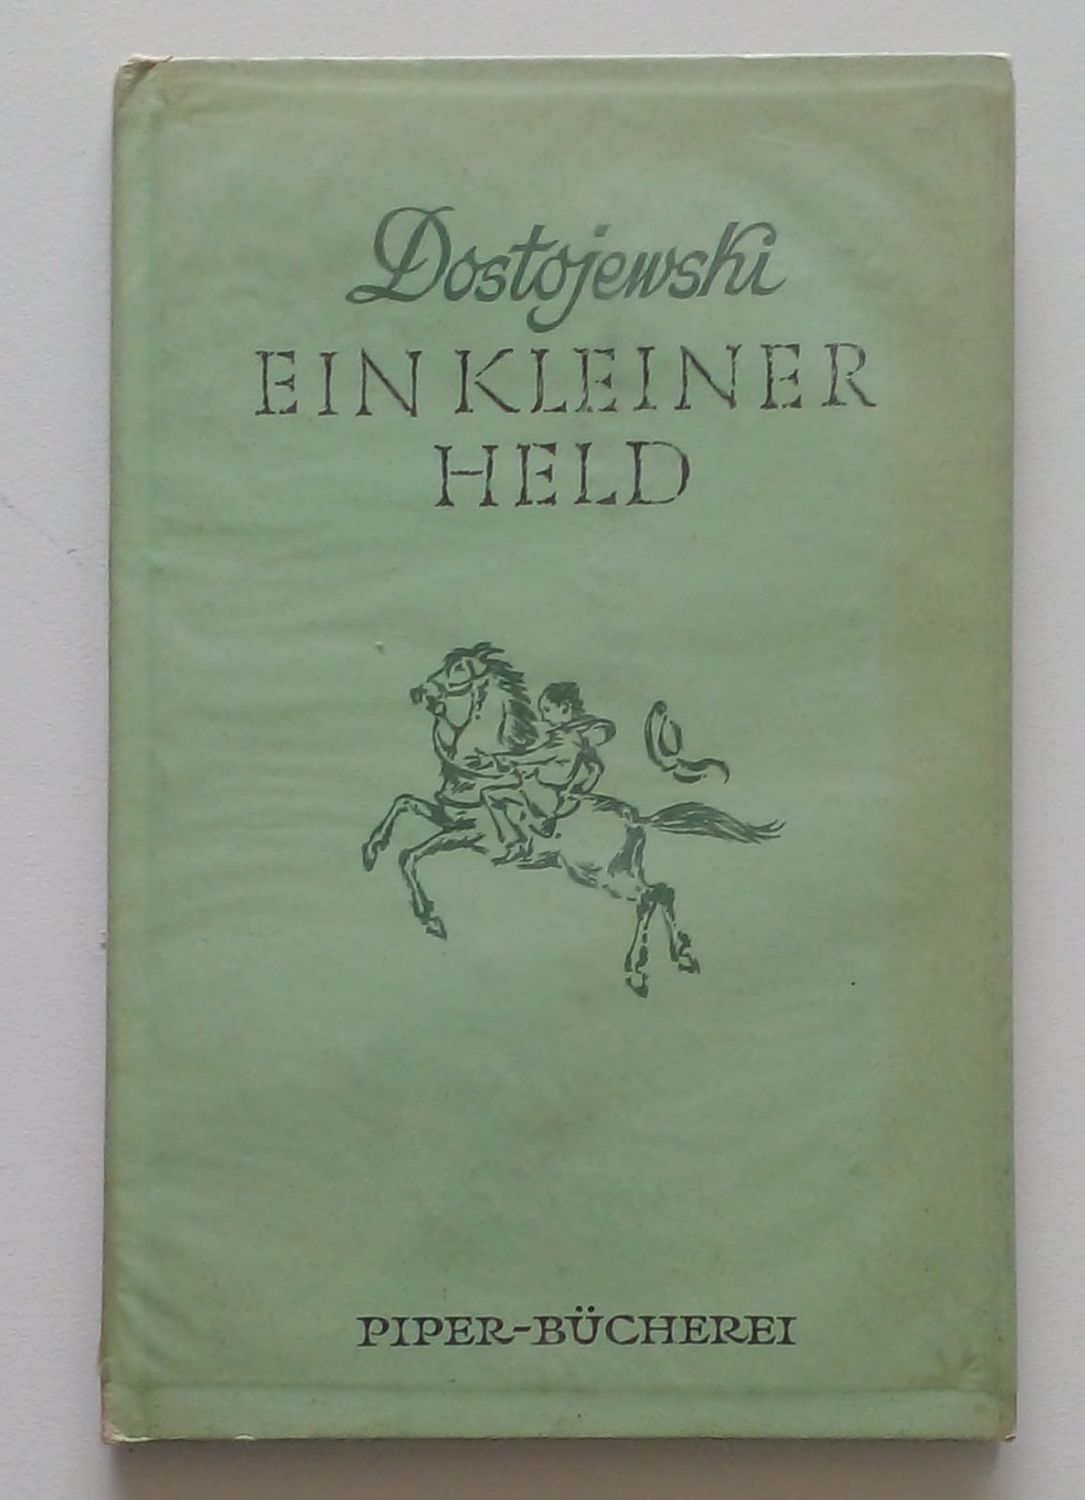 Dostojewski
EIN KLEINER
HELD
PIPER-BÜCHEREI